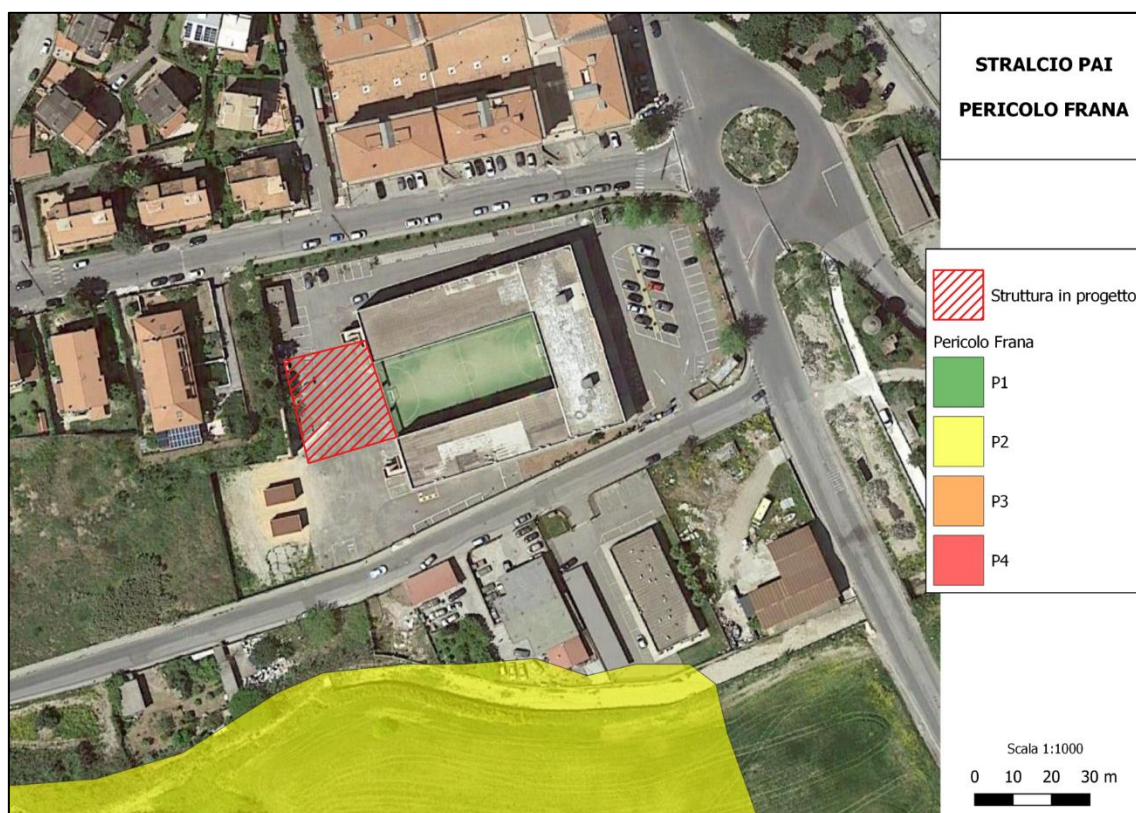 STRALCIO PAI
PERICOLO FRANA
Struttura in progetto
Pericolo Frana
P1
P2
P3
P4
Scala 1:1000
0 10 20 30 m